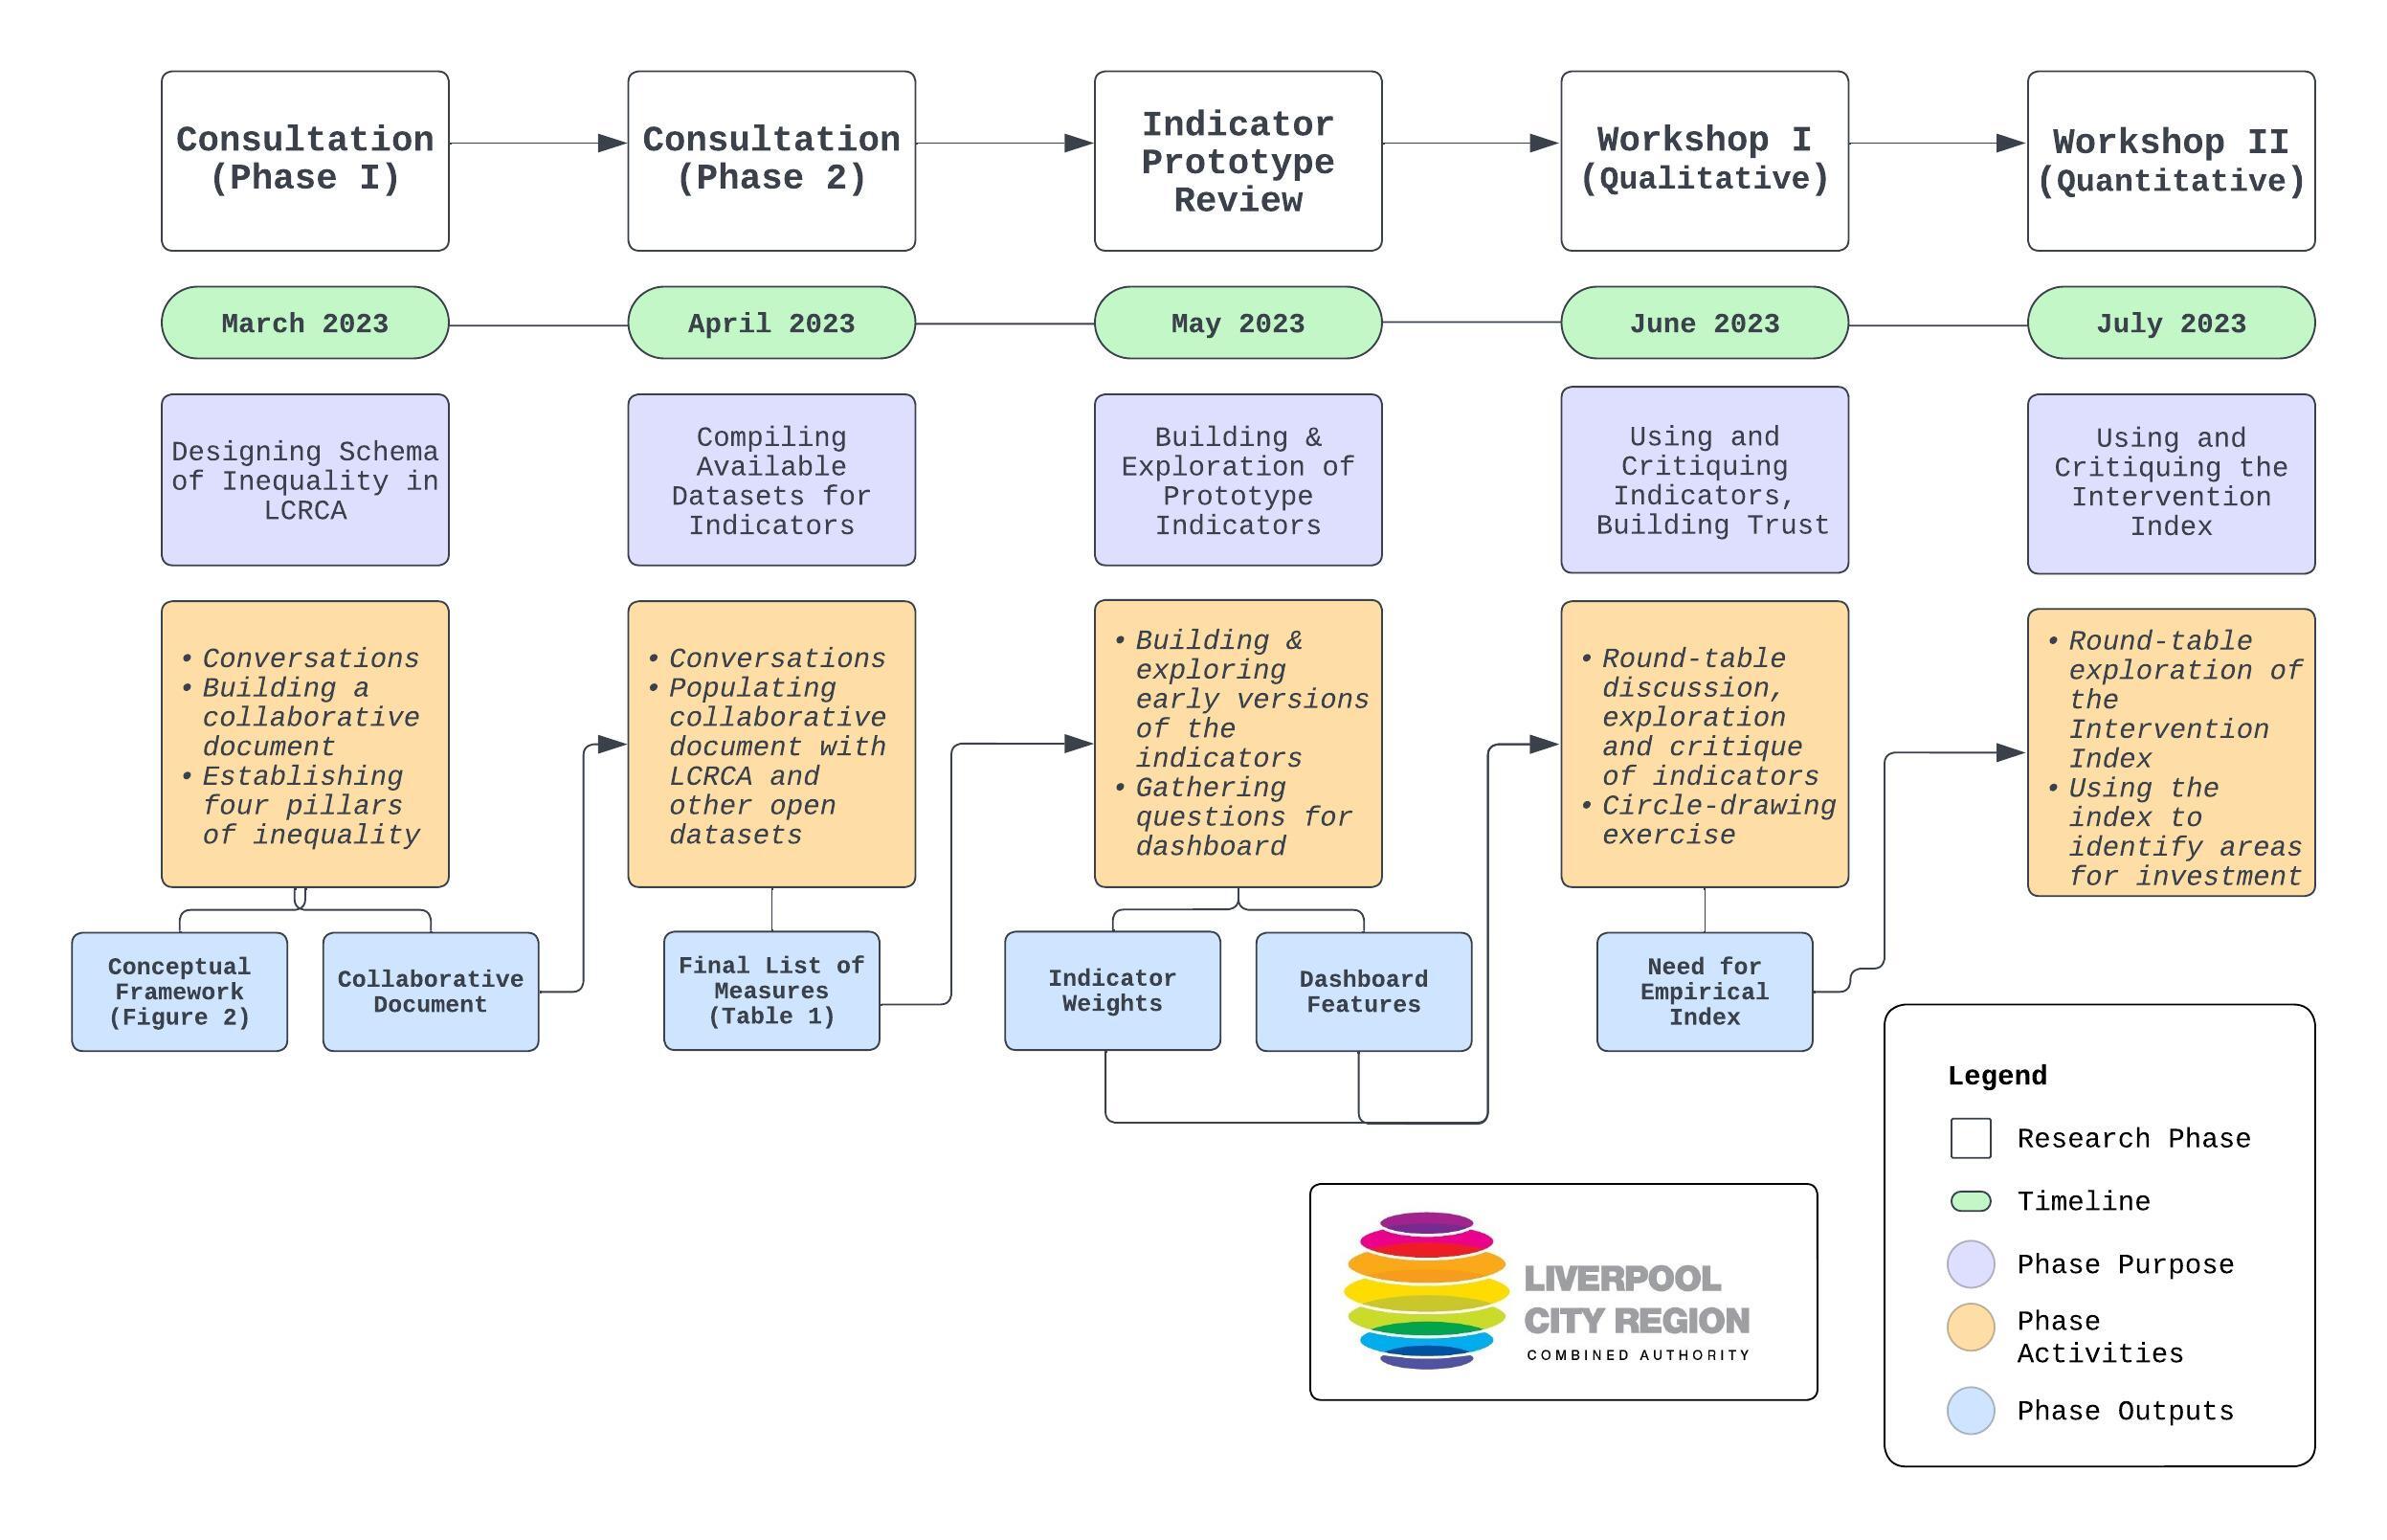 Consultation
(Phase I)
Consultation
(Phase 2)
Indicator
Prototype
Review
Workshop I
(Qualitative)
Workshop II
(Quantitative)
March 2023
April 2023
May 2023
June 2023
July 2023
Designing Schema
of Inequality in
LCRCA
Compiling
Available
Datasets for
Indicators
Building &
Exploration of
Prototype
Indicators
Using and
Critiquing
Indicators,
Building Trust
Using and
Critiquing the
Intervention
Index
• Conversations
• Building a
collaborative
document
• Establishing
four pillars
of inequality
• Conversations
• Populating
collaborative
document with
LCRCA and
other open
datasets
• Building &
exploring
early versions
of the
indicators
• Gathering
questions for
dashboard
• Round-table
discussion,
exploration
and critique
of indicators
• Circle-drawing
exercise
• Round-table
exploration of
the
Intervention
Index
• Using the
index to
identify areas
for investment
Conceptual
Framework
(Figure 2)
Collaborative
Document
Final List of
Measures
(Table 1)
Indicator
Weights
Dashboard
Features
Need for
Empirical
Index
Legend
Research Phase
Timeline
Phase Purpose
Phase
Activities
Phase Outputs
LIVERPOOL
CITY REGION
COMBINED AUTHORITY